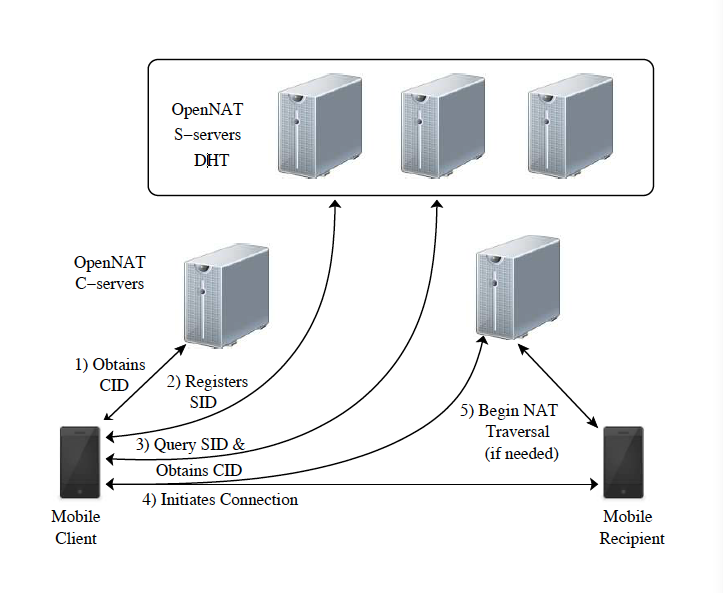 OpenNAT
S−servers
DHT
OpenNAT
C−servers
1) Obtains
CID
2) Registers
SID
3) Query SID &
Obtains CID
4) Initiates Connection
5) Begin NAT
Traversal
(if needed)
Mobile
Client
Mobile
Recipient